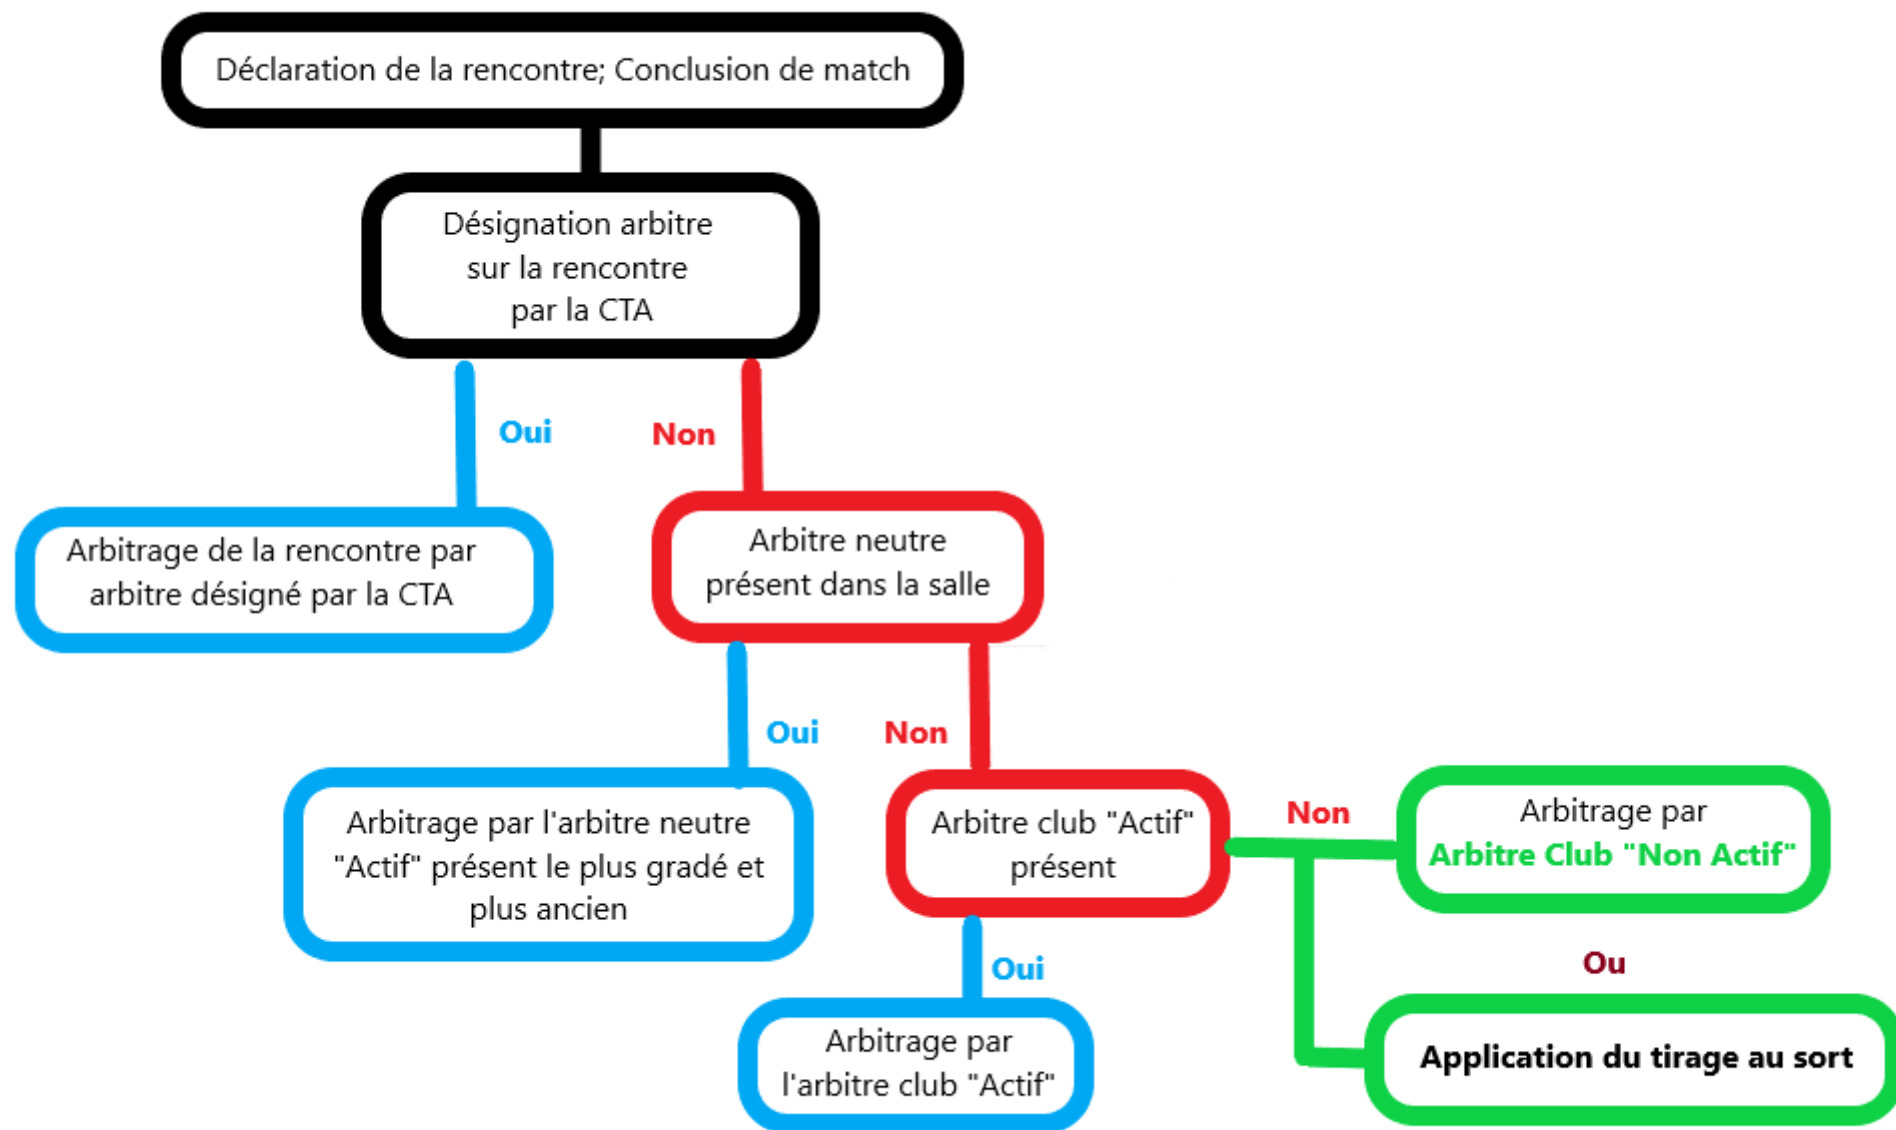 Déclaration de la rencontre; Conclusion de match
Désignation arbitre
sur la rencontre
par la CTA
Oui
Non
Arbitrage de la rencontre par
arbitre désigné par la CTA
Arbitre neutre
présent dans la salle
Oui
Non
Arbitrage par l'arbitre neutre
"Actif" présent le plus gradé et
plus ancien
Arbitre club "Actif"
présent
Non
Arbitrage par
Arbitre Club "Non Actif"
Oui
Ou
Arbitrage par
l'arbitre club "Actif"
Application du tirage au sort